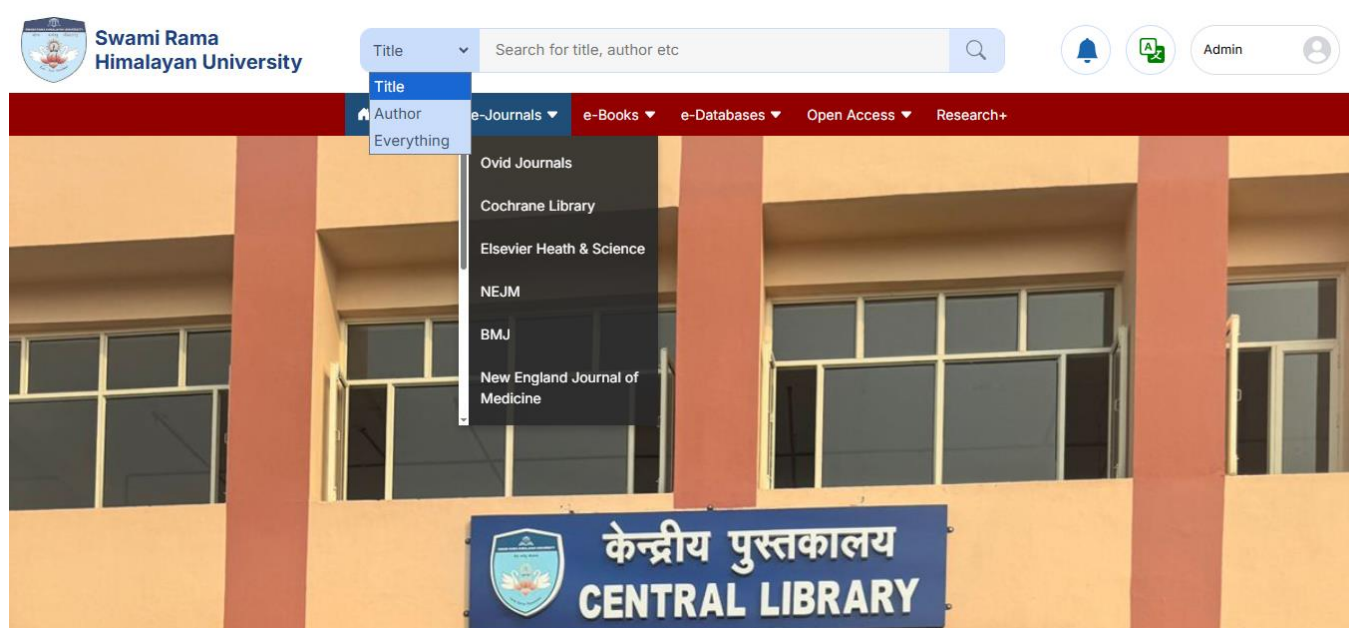 Swami Rama
Himalayan University
Title
Search for title, author etc
Admin
Title
Author
Everything
e-Journals
e-Books
e-Databases
Open Access
Research+
Ovid Journals
Cochrane Library
Elsevier Heath & Science
NEJM
BMJ
New England Journal of
Medicine
केन्द्रीय पुस्तकालय
CENTRAL LIBRARY